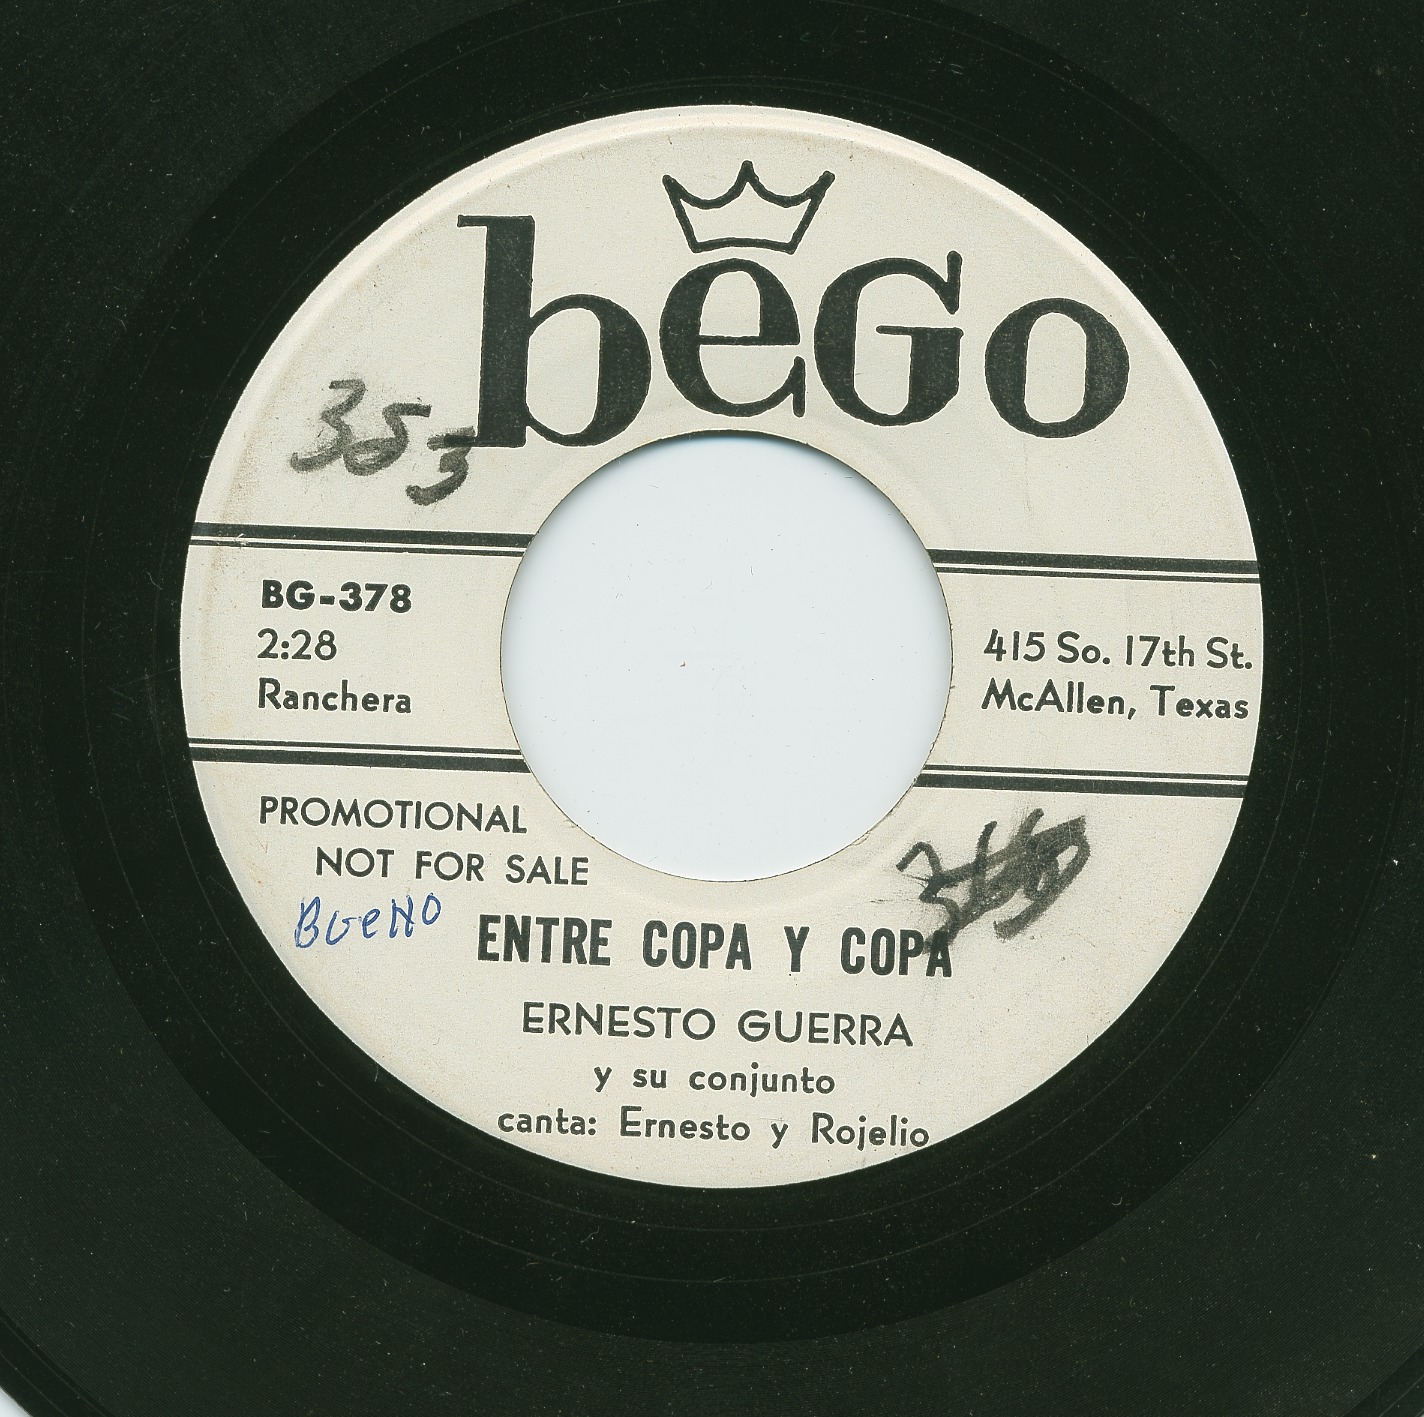 beGo
353
BG-378
2:28
Ranchera
415 So. 17th St.
McAllen, Texas
PROMOTIONAL
NOT FOR SALE
BUeNO
ENTRE COPA Y COPA
ERNESTO GUERRA
y su conjunto
canta: Ernesto y Rojelio